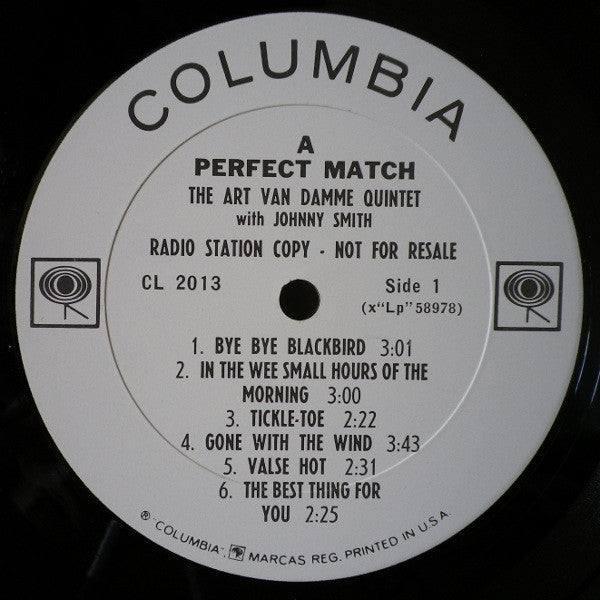 COLUMBIA
A
PERFECT MATCH
THE ART VAN DAMME QUINTET
with JOHNNY SMITH
RADIO STATION COPY - NOT FOR RESALE
CL 2013
Side 1
(x"Lp" 58978)
1. BYE BYE BLACKBIRD 3:01
2. IN THE WEE SMALL HOURS OF THE
MORNING 3:00
3. TICKLE-TOE 2:22
4. GONE WITH THE WIND 3:43
5. VALSE HOT 2:31
6. THE BEST THING FOR
YOU 2:25
® "COLUMBIA", MARCAS REG. PRINTED IN U.S.A.